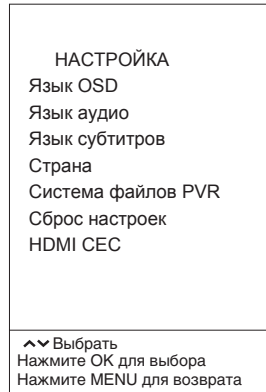 НАСТРОЙКА
Язык OSD
Язык аудио
Язык субтитров
Страна
Система файлов PVR
Сброс настроек
HDMI CEC
Выбрать
Нажмите OK для выбора
Нажмите MENU для возврата